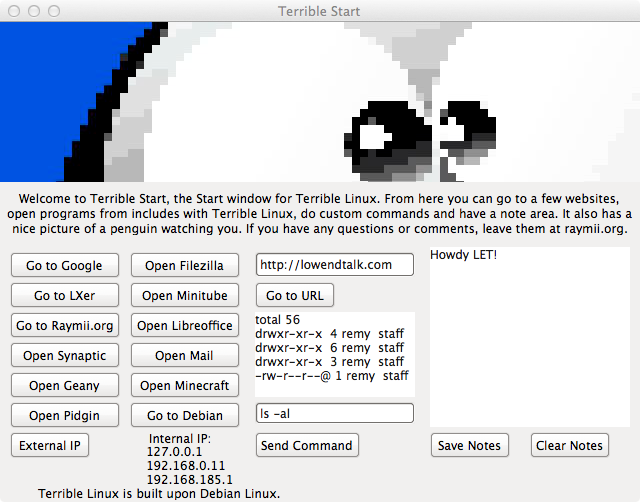 Terrible Start
Welcome to Terrible Start, the Start window for Terrible Linux. From here you can go to a few websites,
open programs from includes with Terrible Linux, do custom commands and have a note area. It also has a
nice picture of a penguin watching you. If you have any questions or comments, leave them at raymii.org.
Go to Google
Open Filezilla
http://lowendtalk.com
Howdy LET!
Go to LXer
Open Minitube
Go to URL
Go to Raymii.org
Open Libreoffice
total 56
drwxr-xr-x  4 remy  staff
drwxr-xr-x  6 remy  staff
drwxr-xr-x  3 remy  staff
-rw-r--r--@ 1 remy  staff
Open Synaptic
Open Mail
Open Geany
Open Minecraft
Open Pidgin
Go to Debian
ls -al
External IP
Internal IP:
127.0.0.1
192.168.0.11
192.168.185.1
Send Command
Save Notes
Clear Notes
Terrible Linux is built upon Debian Linux.